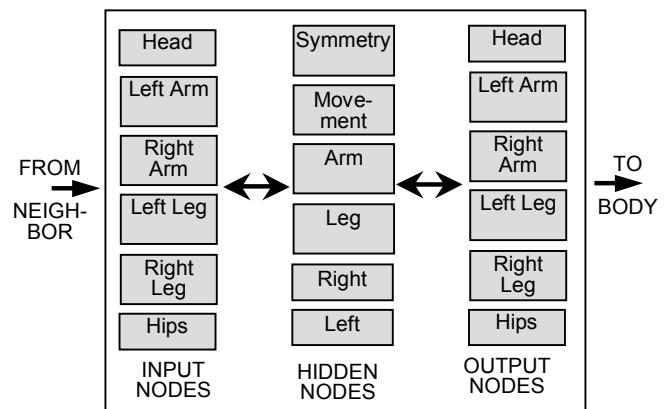 FROM
NEIGH-
BOR
Head
Left Arm
Right
Arm
Left Leg
Right
Leg
Hips
INPUT
NODES
Symmetry
Move-
ment
Arm
Leg
Right
Left
HIDDEN
NODES
Head
Left Arm
Right
Arm
Left Leg
Right
Leg
Hips
OUTPUT
NODES
TO
BODY